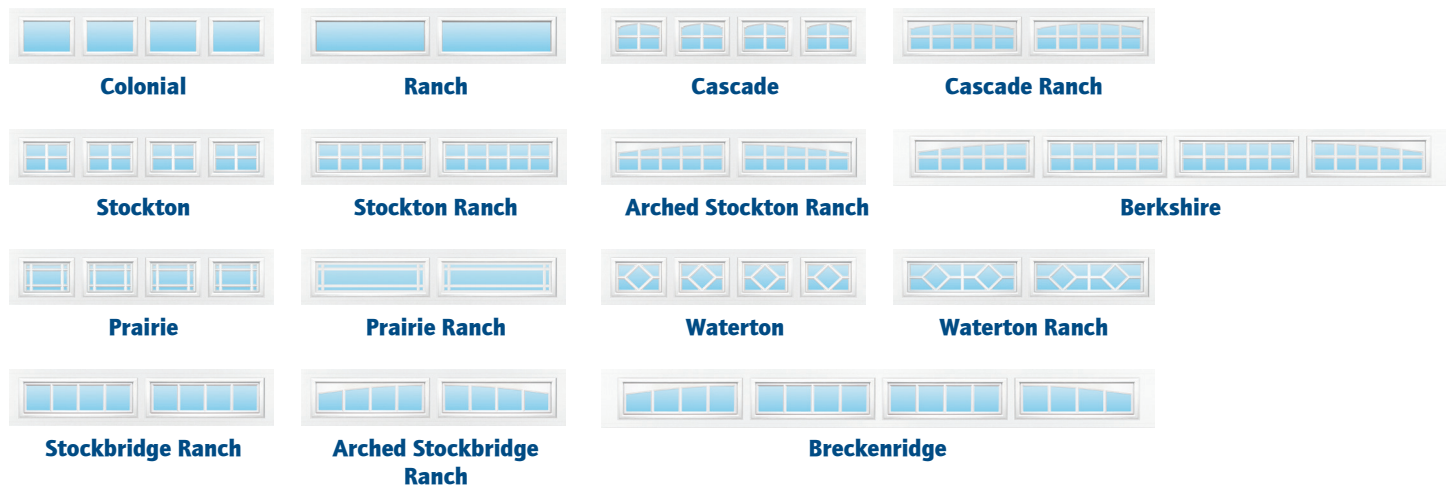 Colonial
Ranch
Cascade
Cascade Ranch
Stockton
Stockton Ranch
Arched Stockton Ranch
Berkshire
Prairie
Prairie Ranch
Waterton
Waterton Ranch
Stockbridge Ranch
Arched Stockbridge
Ranch
Breckenridge